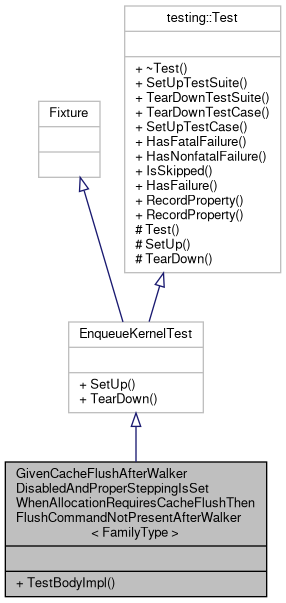 testing::Test
+ ~Test()
+ SetUpTestSuite()
+ TearDownTestSuite()
+ TearDownTestCase()
+ SetUpTestCase()
+ HasFatalFailure()
+ HasNonfatalFailure()
+ IsSkipped()
+ HasFailure()
+ RecordProperty()
+ RecordProperty()
# Test()
# SetUp()
# TearDown()
Fixture
EnqueueKernelTest
+ SetUp()
+ TearDown()
GivenCacheFlushAfterWalker
DisabledAndProperSteppingIsSet
WhenAllocationRequiresCacheFlushThen
FlushCommandNotPresentAfterWalker
< FamilyType >
+ TestBodyImpl()